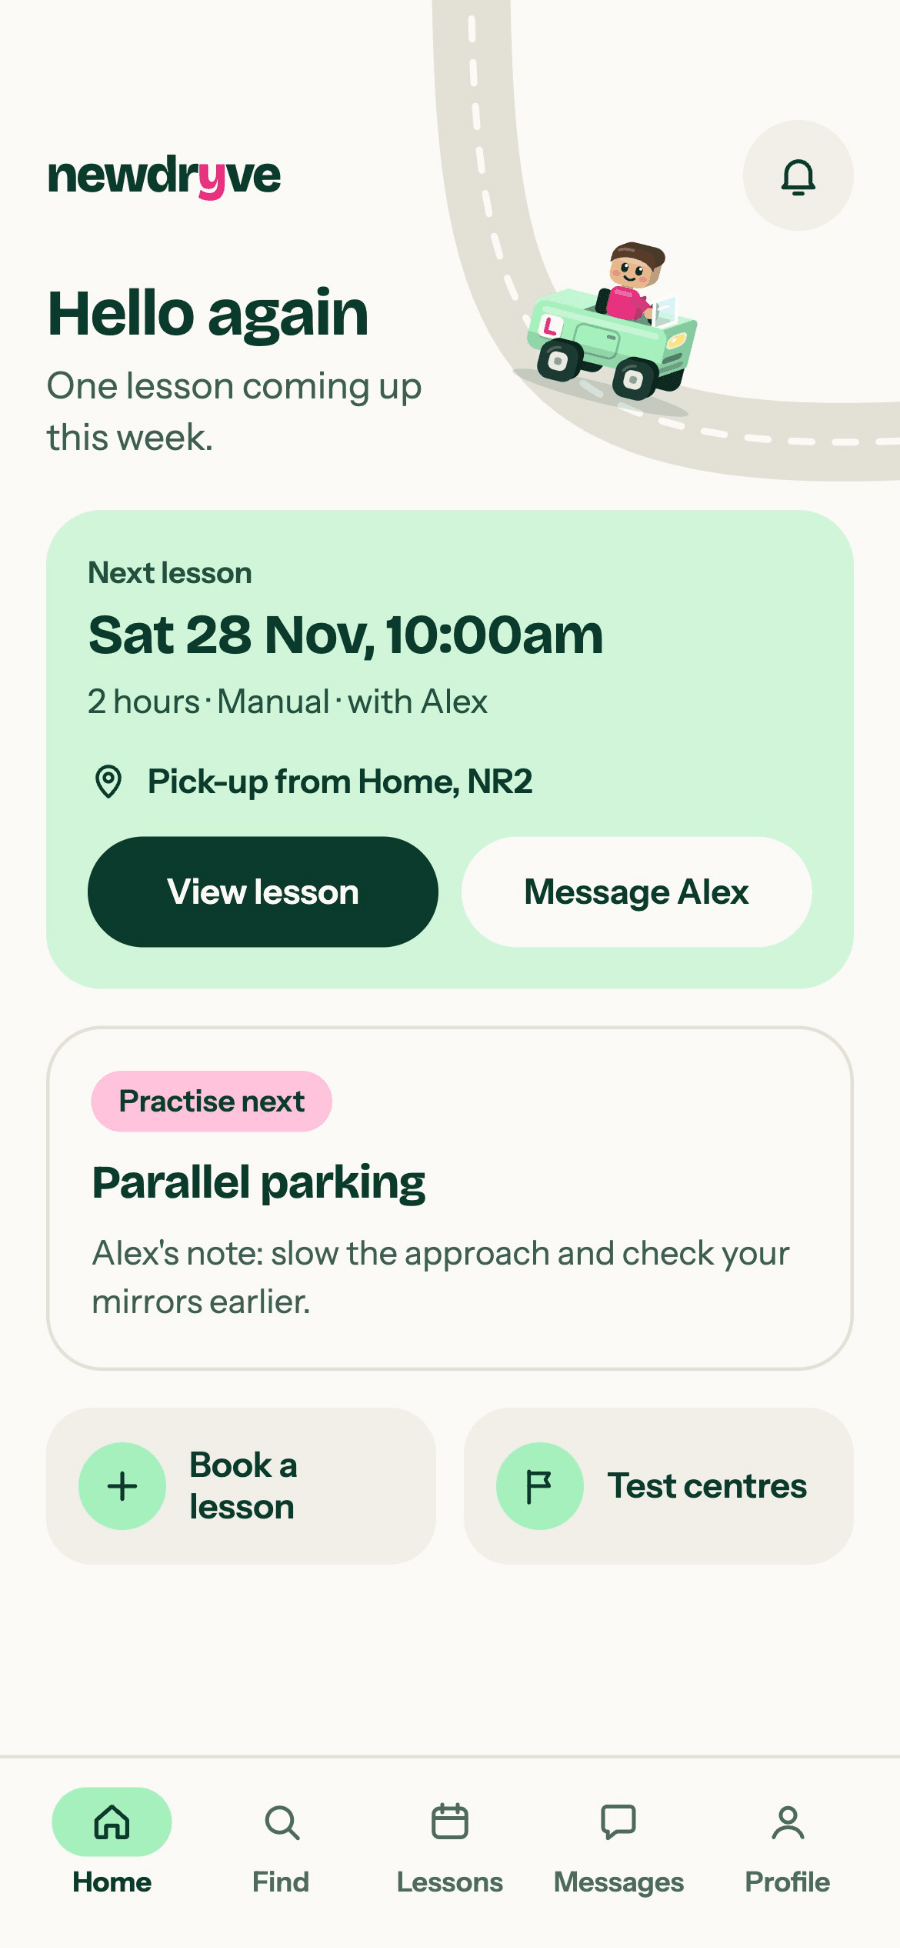 newdryve
Hello again
One lesson coming up
this week.
L
Next lesson
Sat 28 Nov, 10:00am
2 hours · Manual · with Alex
Pick-up from Home, NR2
View lesson
Message Alex
Practise next
Parallel parking
Alex's note: slow the approach and check your
mirrors earlier.
Book a
lesson
Test centres
Home
Find
Lessons
Messages
Profile